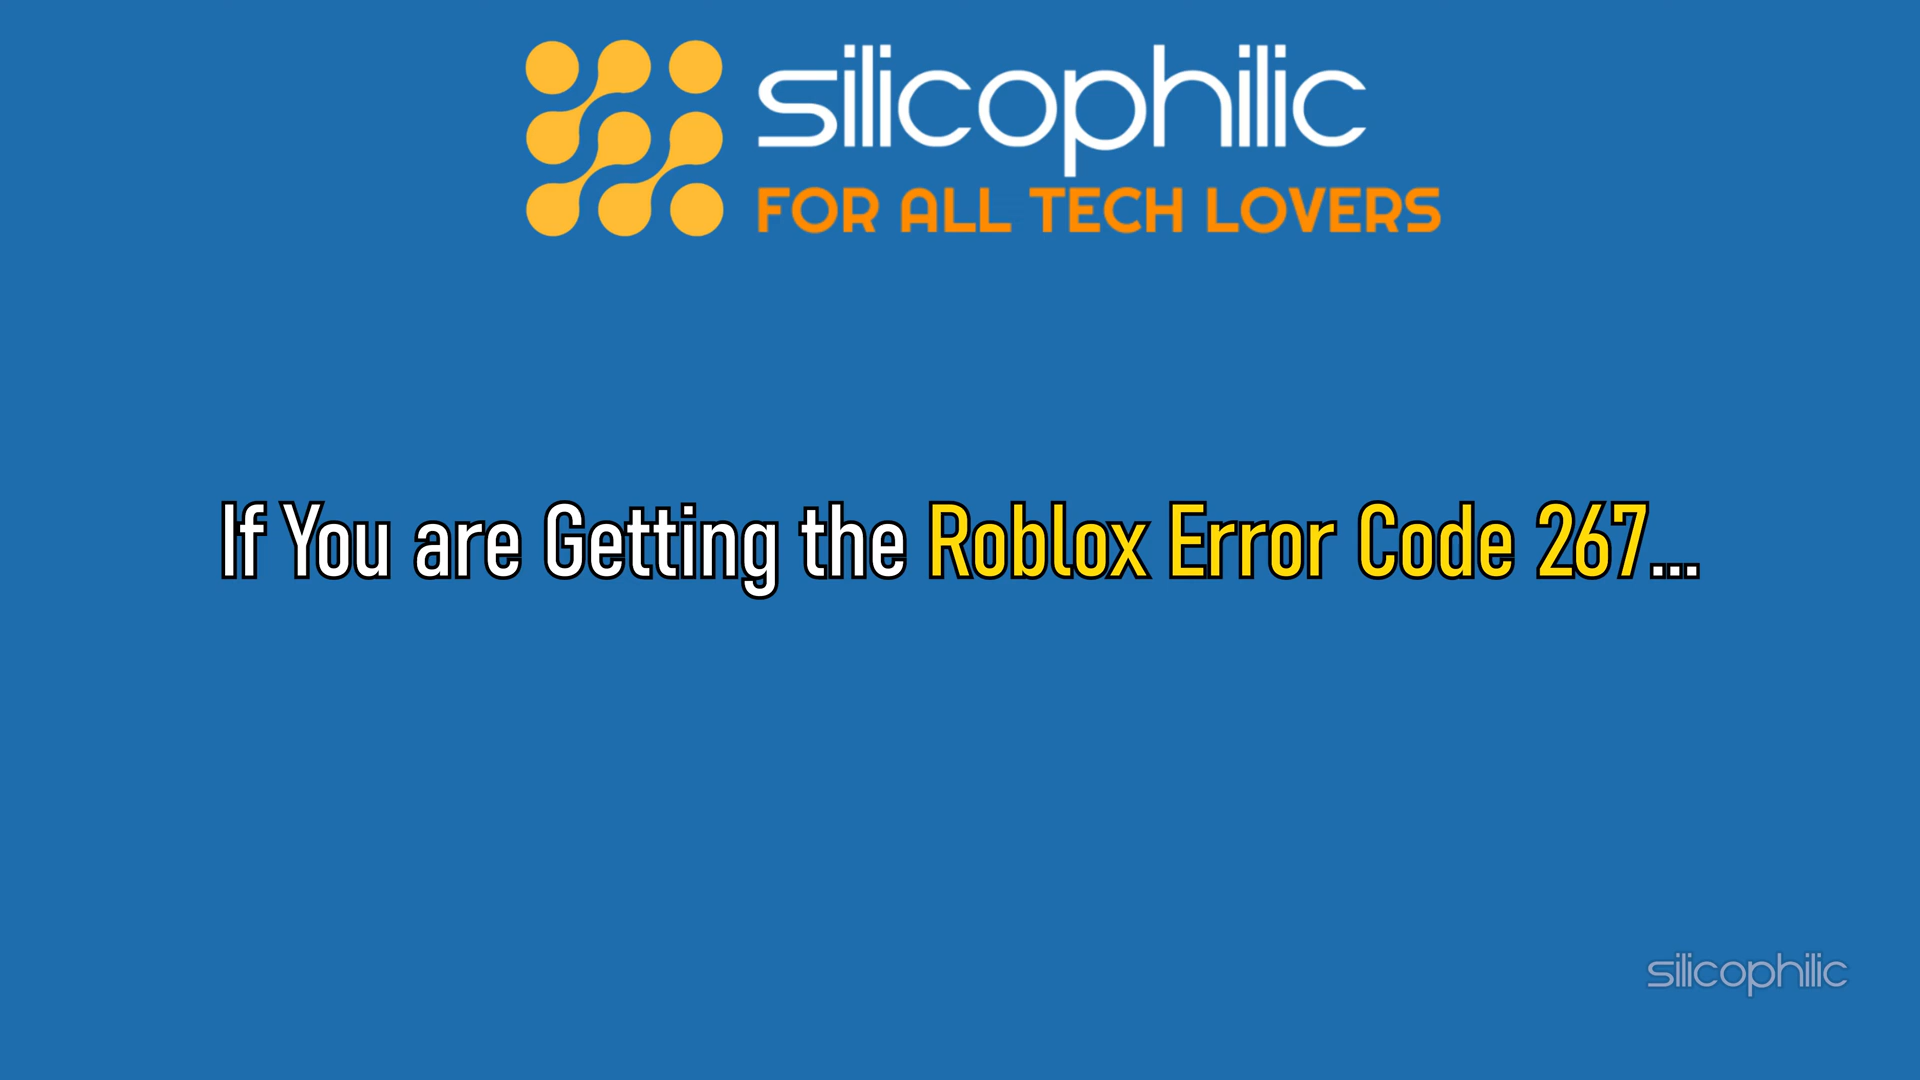 silicophilic
FOR ALL TECH LOVERS
If You are Getting the Roblox Error Code 267...
silicophilic